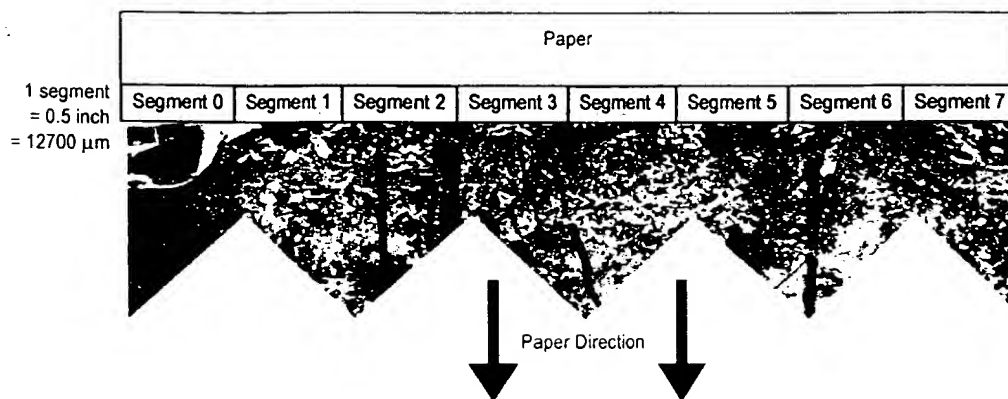 Paper
1 segment
= 0.5 inch
= 12700 µm
Segment 0 Segment 1 Segment 2 Segment 3 Segment 4 Segment 5 Segment 6 Segment 7
Paper Direction